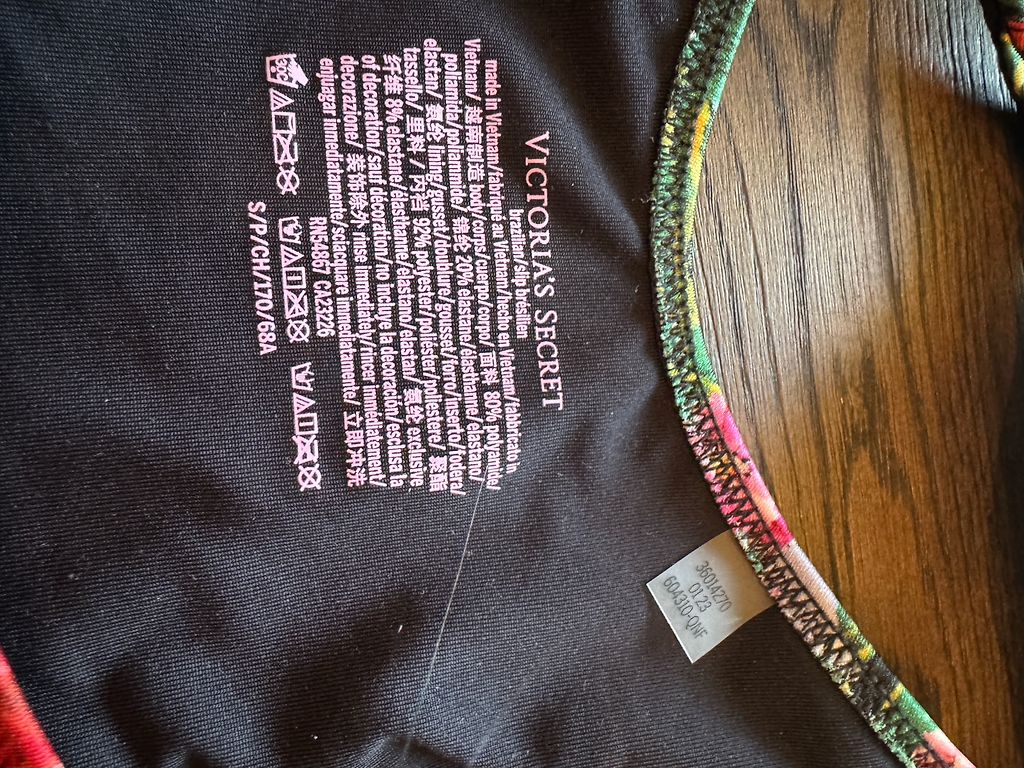 VICTORIA'S SECRET
brazilian/slip brésilien
made in Vietnam/fabriqué au Vietnam/hecho en Vietnam/fabbricato in
Vietnam/ 越南制造 body/corps/cuerpo/corpo/ 面料 80% polyamide/
poliamida/poliammide/ 锦纶 20% elastane/élasthanne/elastano/
elastan/ 氨纶 lining/gusset/doublure/gousset/forro/inserto/fodera/
tassello/ 里料 / 内裆 92% polyester/poliéster/poliestere/ 聚酯
纤维 8% elastane/élasthanne/elastano/elastan/ 氨纶 exclusive
of decoration/sauf décoration/no incluye la decoración/esclusa la
decorazione/ 装饰除外 rinse immediately/rincer immédiatement/
enjuagar inmediatamente/sciacquare immediatamente/ 立即冲洗
RN54867 CA23226
30C
S/P/CH/170/68A
36014270
01 23
604310-QWF